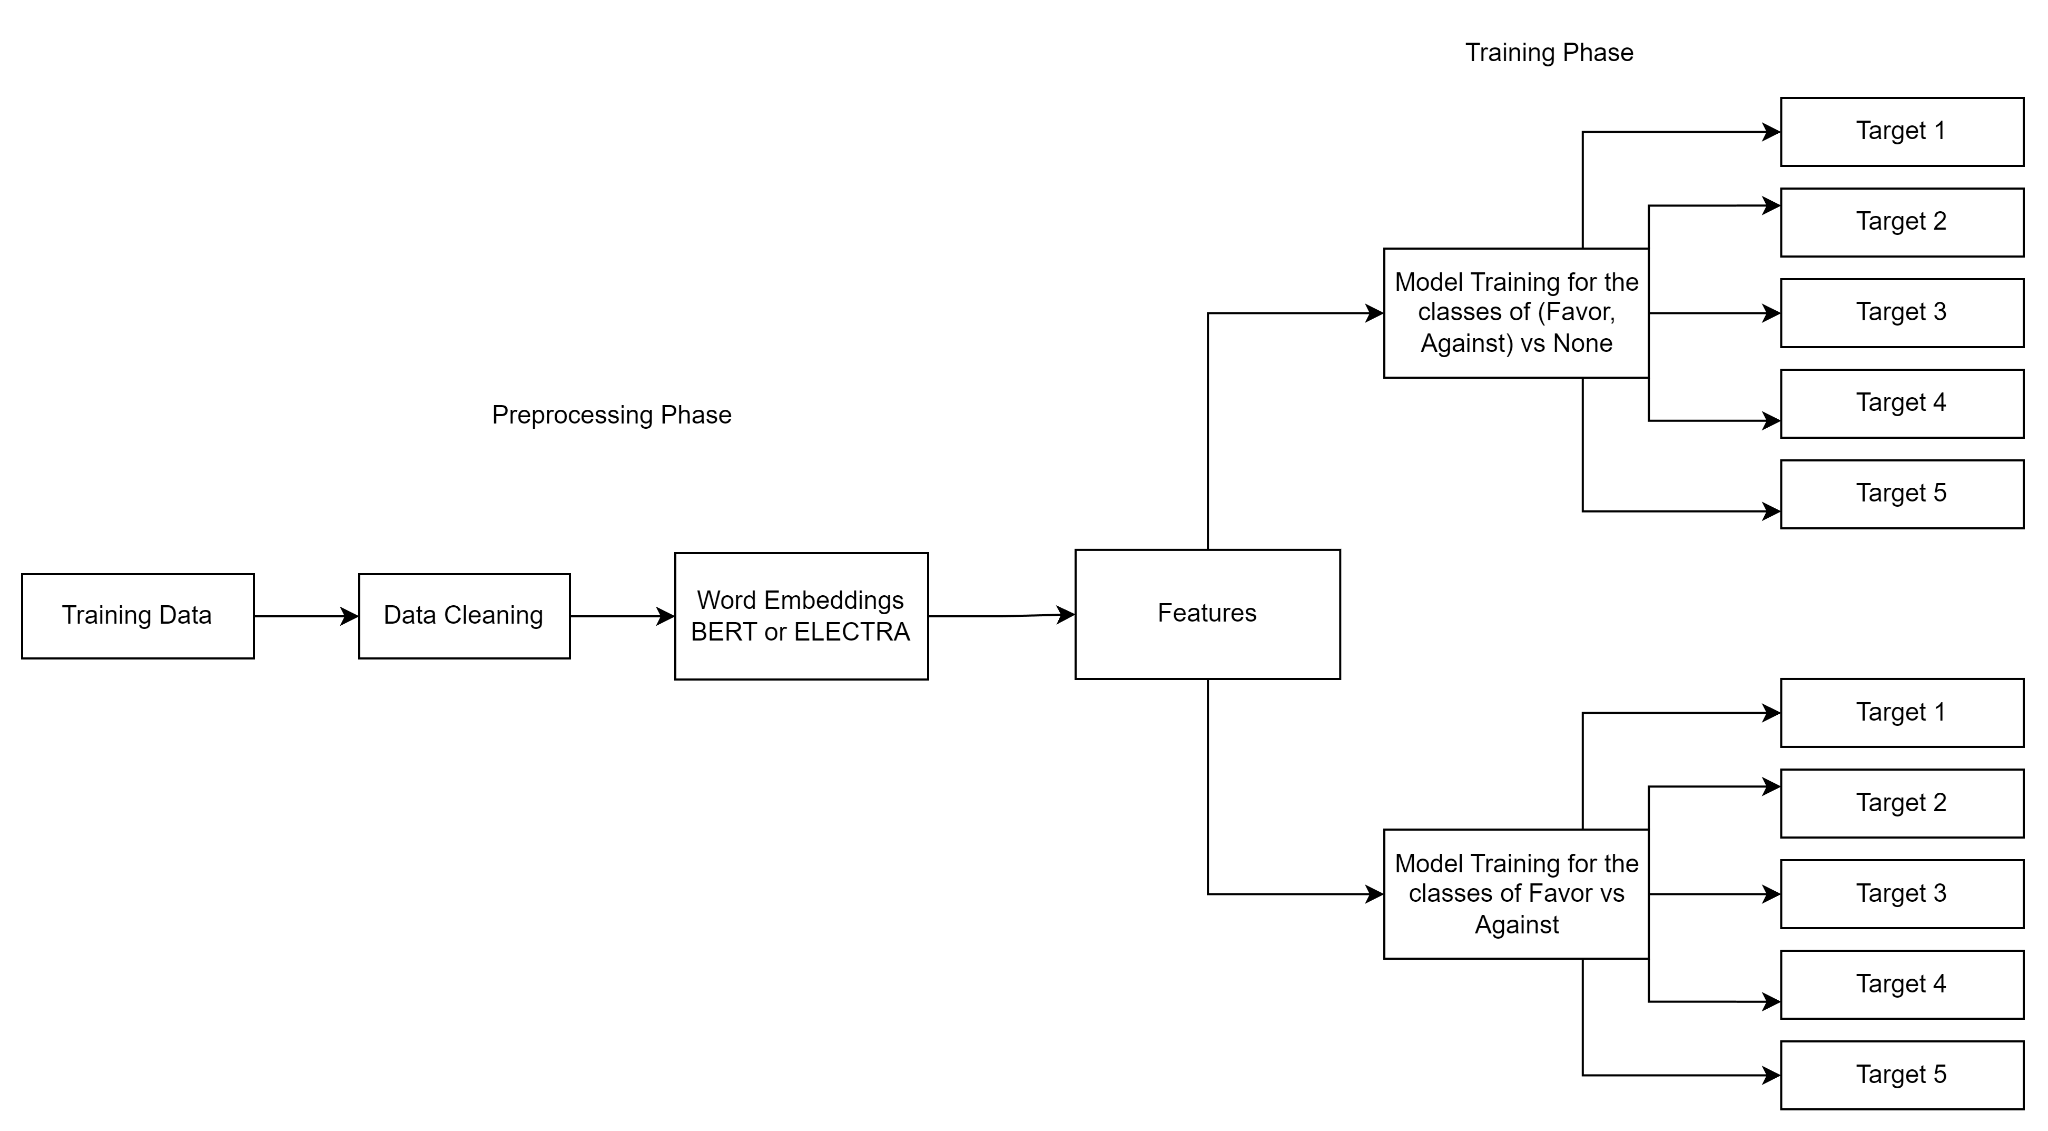 Training Phase
Target 1
Target 2
Model Training for the
classes of (Favor,
Against) vs None
Target 3
Target 4
Target 5
Preprocessing Phase
Training Data
Data Cleaning
Word Embeddings
BERT or ELECTRA
Features
Target 1
Target 2
Model Training for the
classes of Favor vs
Against
Target 3
Target 4
Target 5